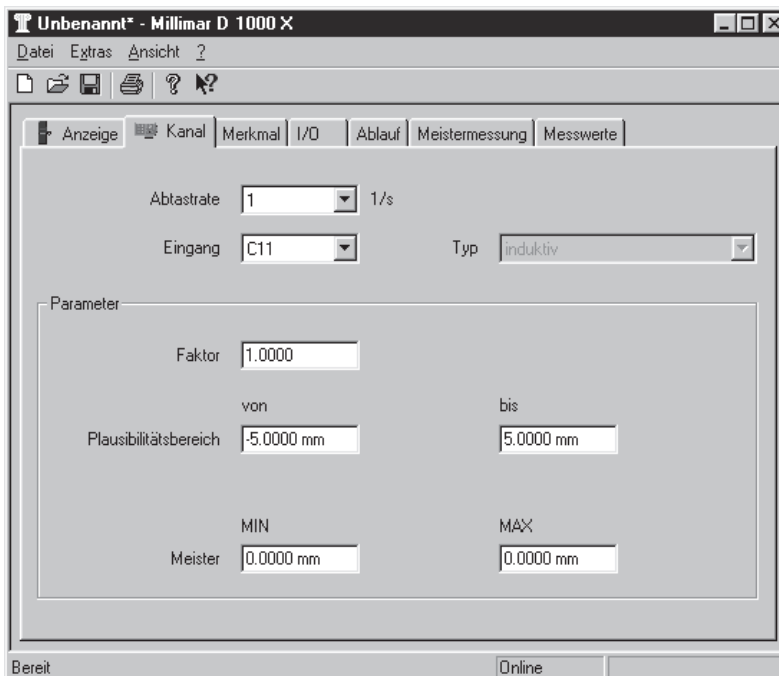 Unbenannt* - Millimar D 1000 X
Datei Extras Ansicht ?
Anzeige Kanal Merkmal I/O Ablauf Meistermessung Messwerte
Abtastrate 1 1/s
Eingang C11 Typ induktiv
Parameter
Faktor 1.0000
von bis
Plausibilitätsbereich -5.0000 mm 5.0000 mm
MIN MAX
Meister 0.0000 mm 0.0000 mm
Bereit Online